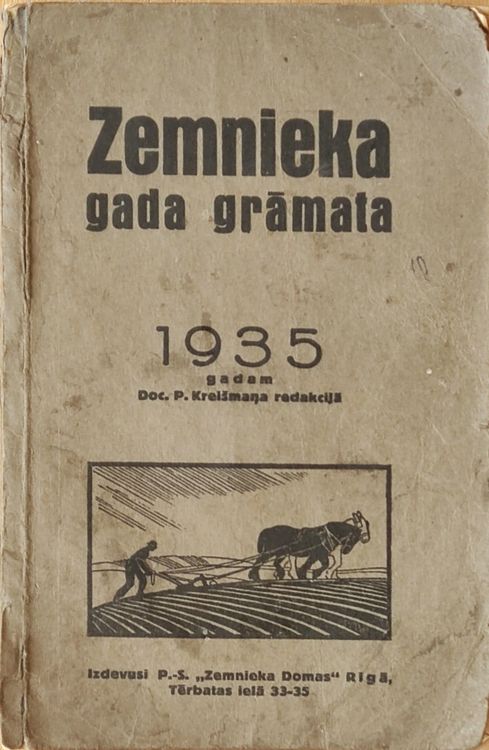 Zemnieka
gada grāmata
1935
gadam
Doc. P. Kreišmaņa redakcijā
Izdevusi P.-S. „Zemnieka Domas" Rīgā,
Tērbatas ielā 33-35